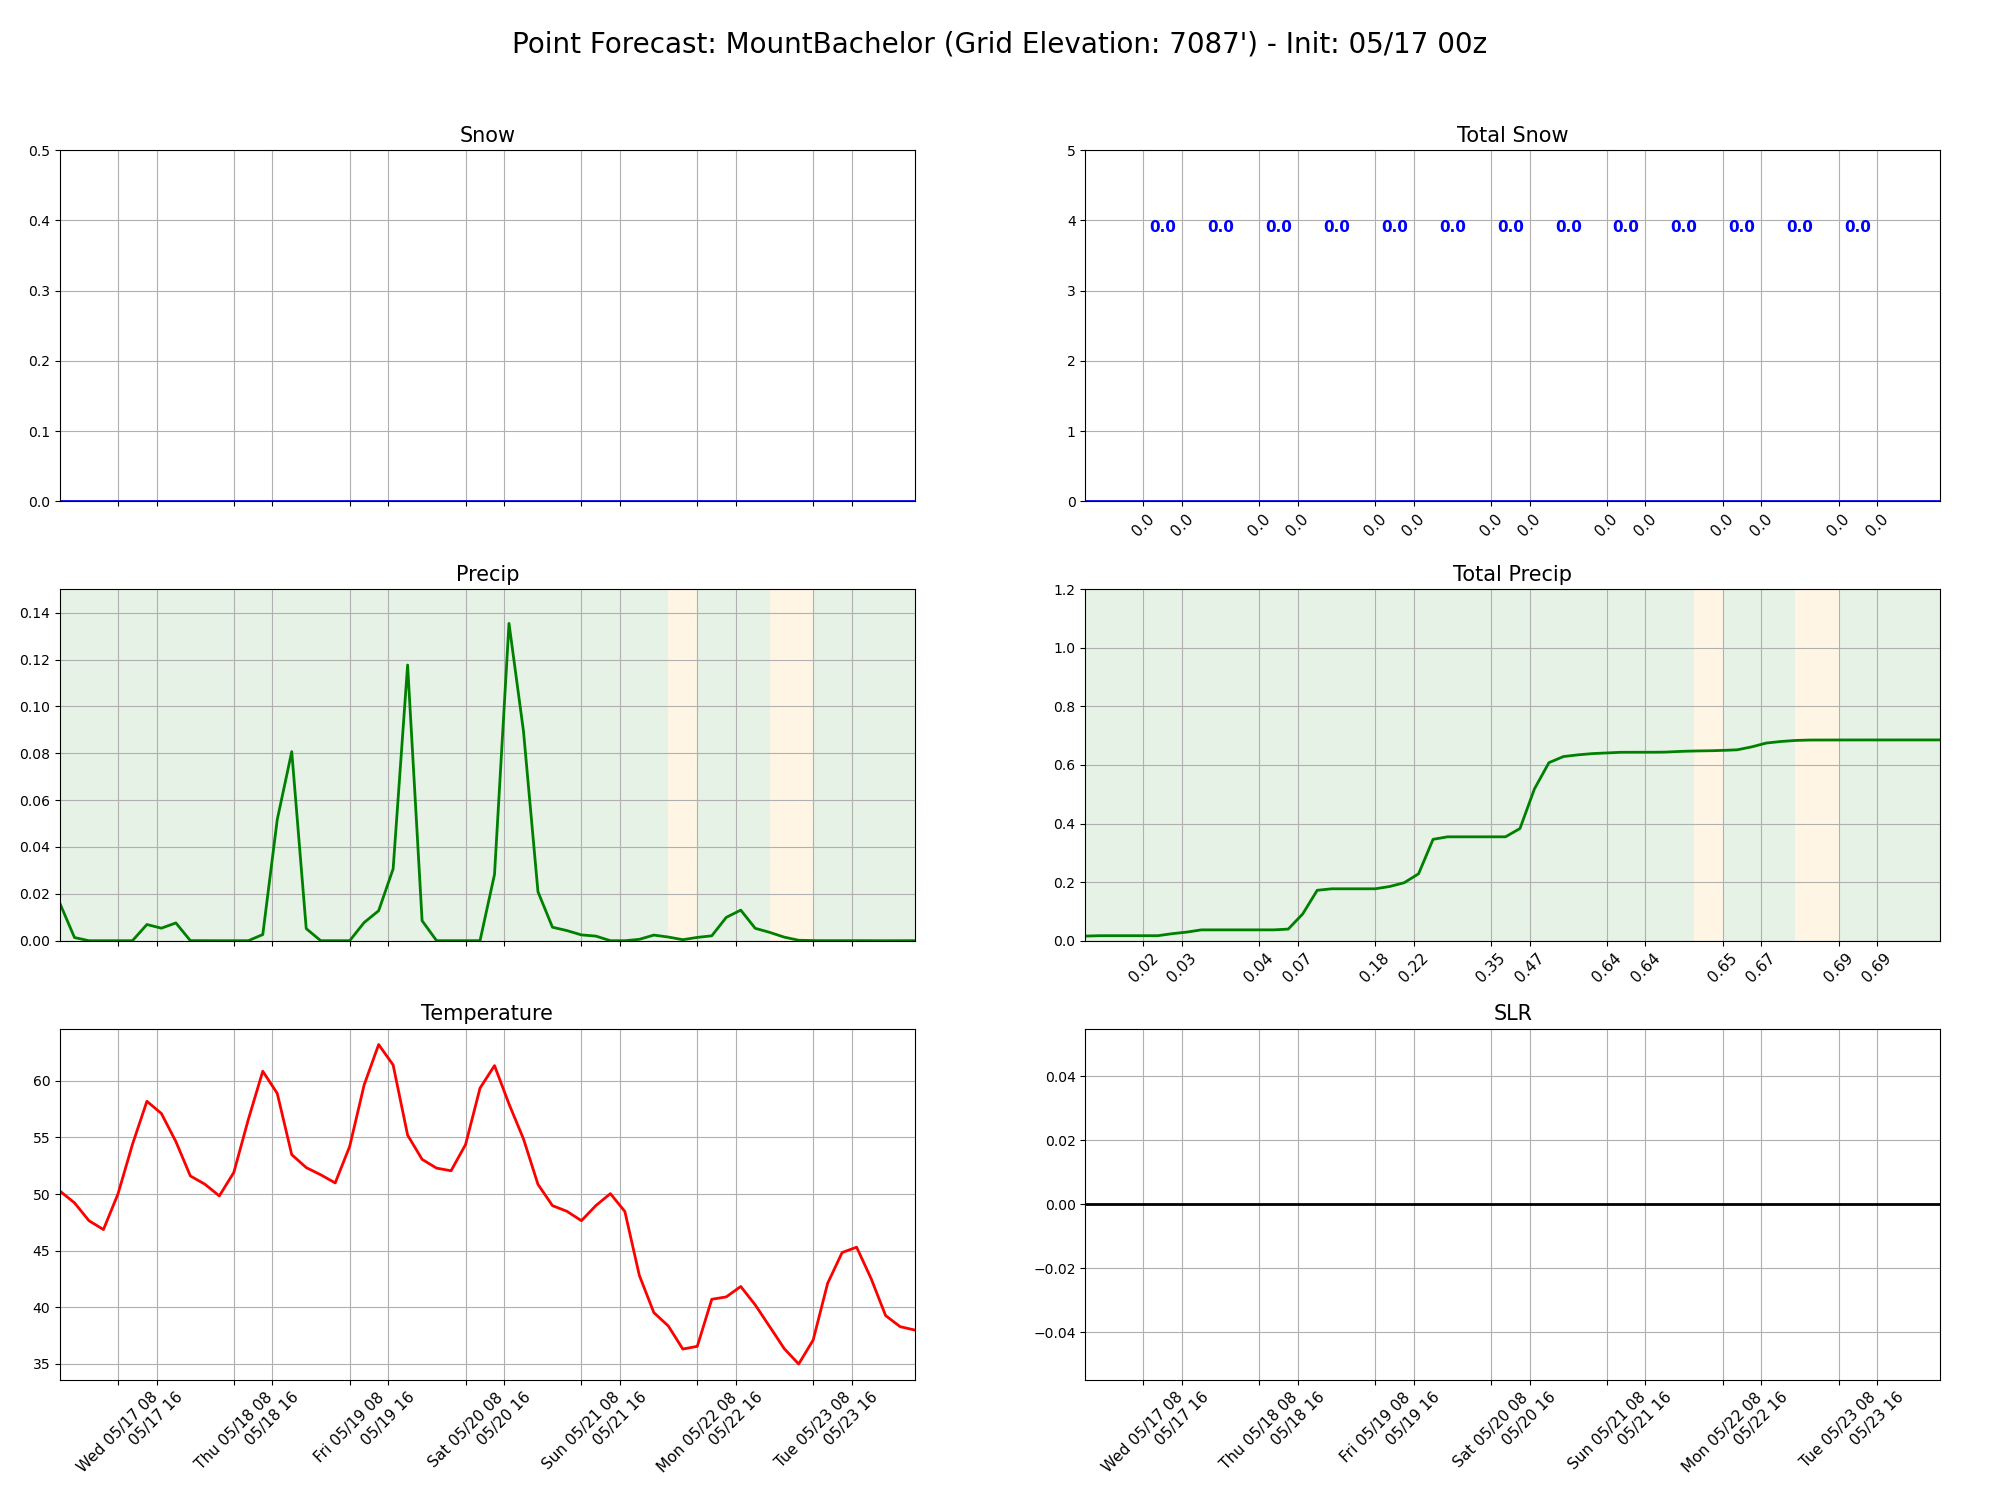 Point Forecast: MountBachelor (Grid Elevation: 7087') - Init: 05/17 00z
Snow
0.5
0.4
0.3
0.2
0.1
0.0
Total Snow
5
4
3
2
1
0
0.0 0.0 0.0 0.0 0.0 0.0 0.0 0.0 0.0 0.0 0.0 0.0 0.0
0.0 0.0 0.0 0.0 0.0 0.0 0.0 0.0 0.0 0.0 0.0 0.0 0.0 0.0
Precip
0.14
0.12
0.10
0.08
0.06
0.04
0.02
0.00
Total Precip
1.2
1.0
0.8
0.6
0.4
0.2
0.0
0.02 0.03 0.04 0.07 0.18 0.22 0.35 0.47 0.64 0.64 0.65 0.67 0.69 0.69
Temperature
60
55
50
45
40
35
Wed 05/17 08
05/17 16
Thu 05/18 08
05/18 16
Fri 05/19 08
05/19 16
Sat 05/20 08
05/20 16
Sun 05/21 08
05/21 16
Mon 05/22 08
05/22 16
Tue 05/23 08
05/23 16
SLR
0.04
0.02
0.00
−0.02
−0.04
Wed 05/17 08
05/17 16
Thu 05/18 08
05/18 16
Fri 05/19 08
05/19 16
Sat 05/20 08
05/20 16
Sun 05/21 08
05/21 16
Mon 05/22 08
05/22 16
Tue 05/23 08
05/23 16